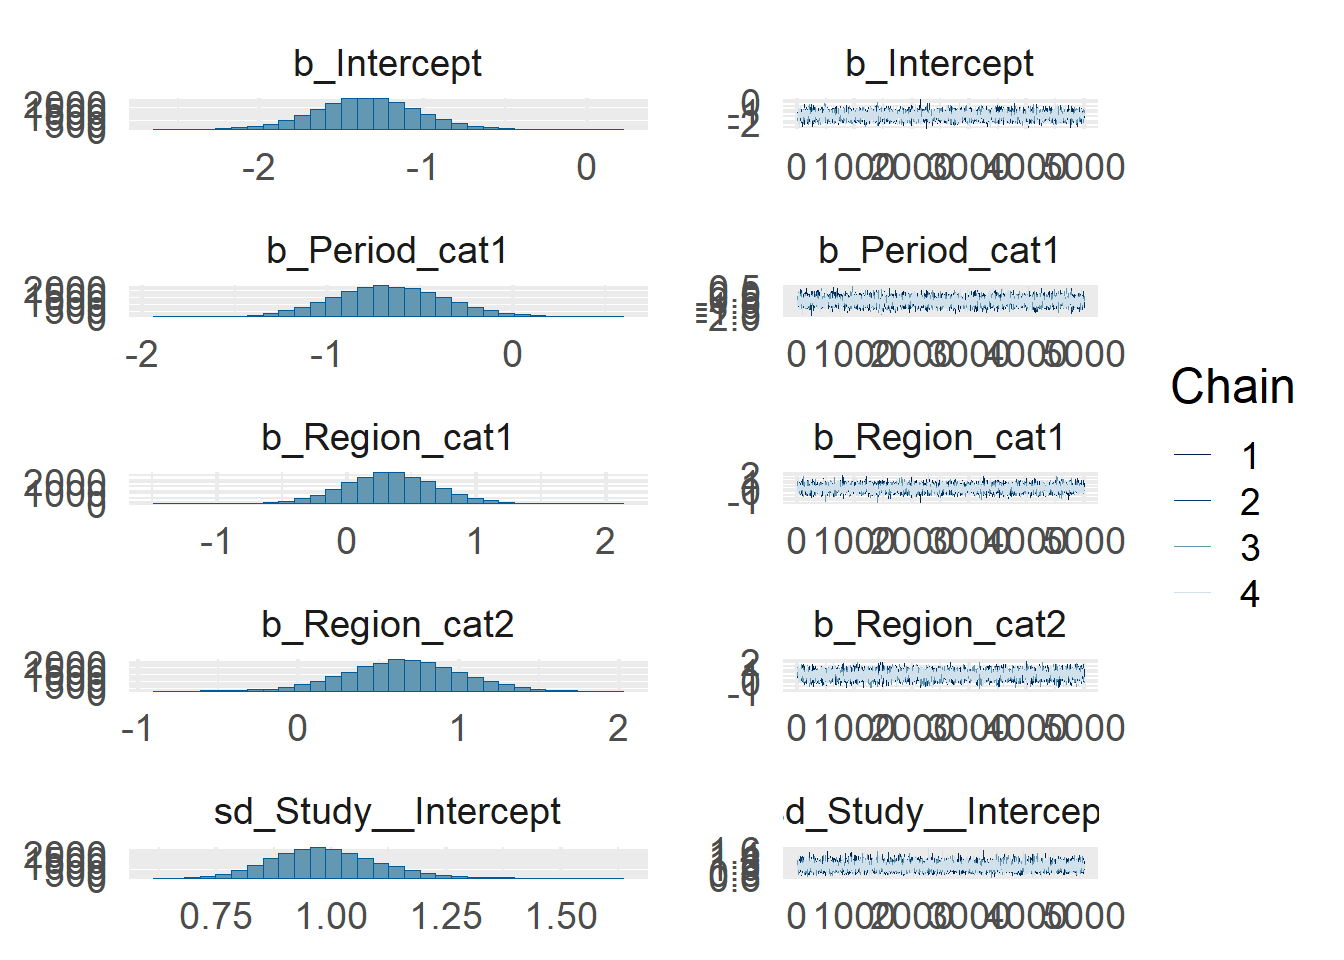 b_Intercept
b_Intercept
-2 -1 0
0 1000 2000 3000 4000 5000
b_Period_cat1
b_Period_cat1
-2 -1 0
0 1000 2000 3000 4000 5000
b_Region_cat1
b_Region_cat1
-1 0 1 2
0 1000 2000 3000 4000 5000
b_Region_cat2
b_Region_cat2
-1 0 1 2
0 1000 2000 3000 4000 5000
sd_Study__Intercept
sd_Study__Intercept
0.75 1.00 1.25 1.50
0 1000 2000 3000 4000 5000
Chain
1
2
3
4